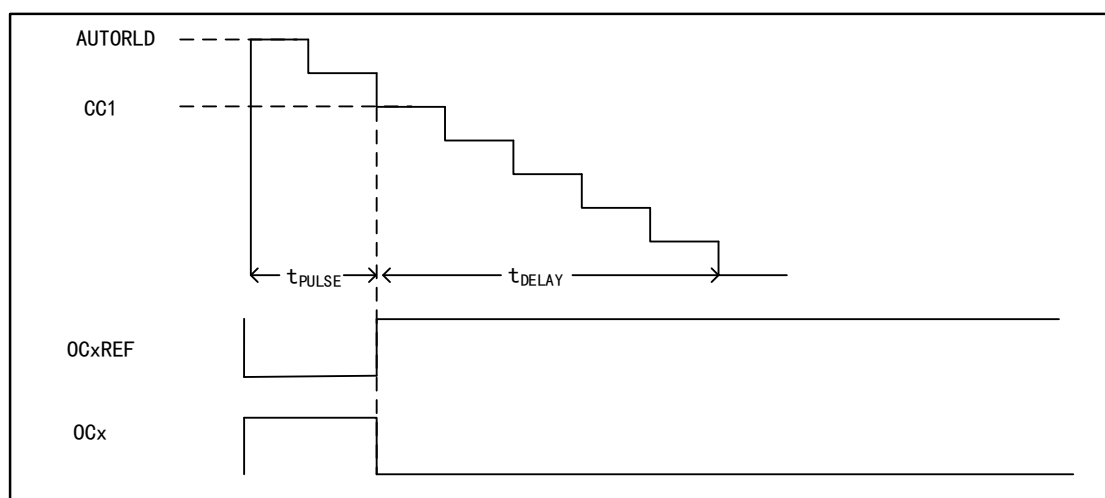 AUTORLD
CC1
tPULSE
tDELAY
OCxREF
OCx